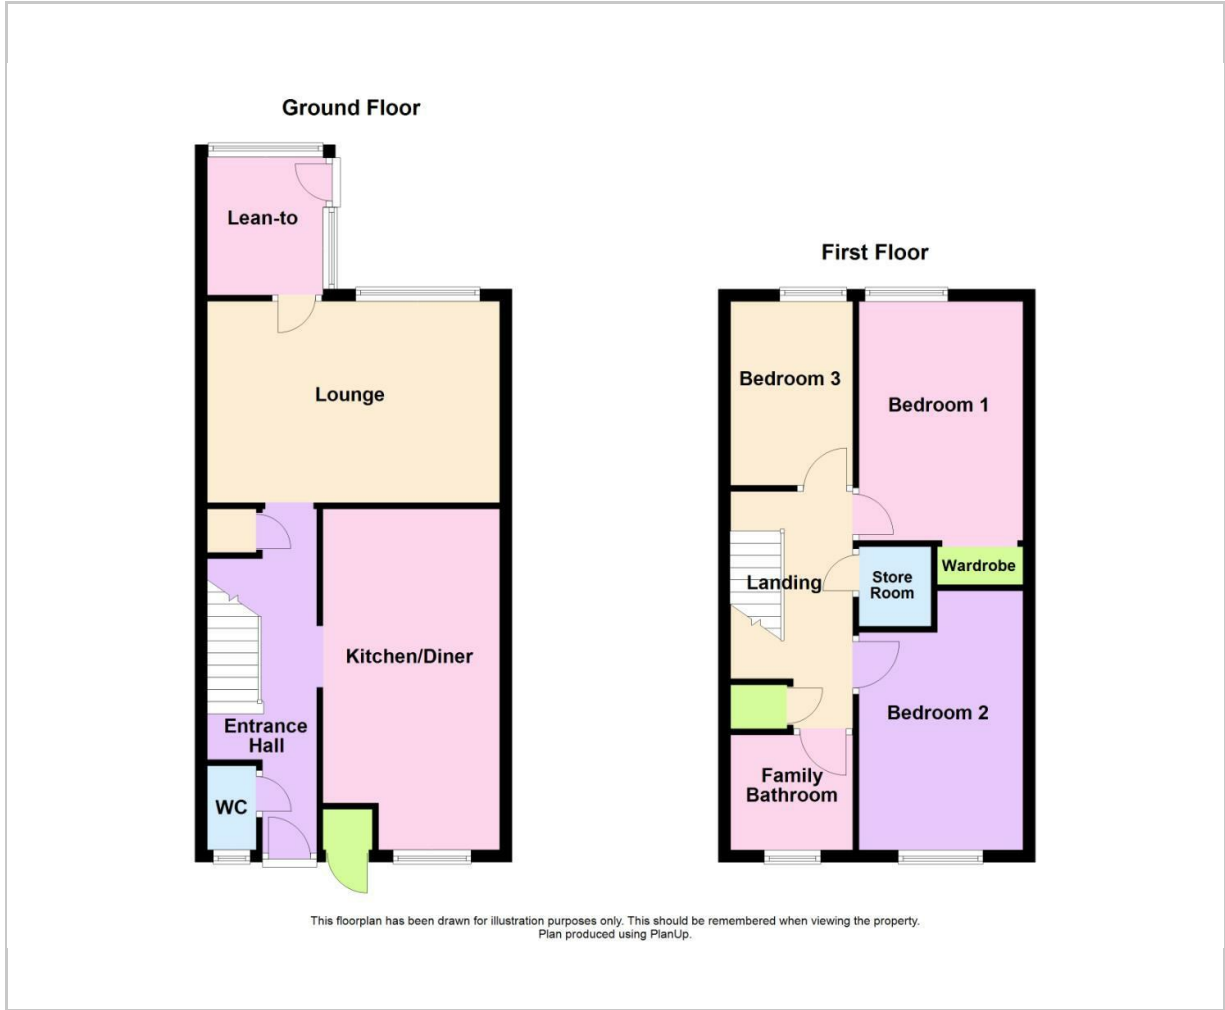 Ground Floor
Lean-to
Lounge
Kitchen/Diner
Entrance
Hall
WC
First Floor
Bedroom 3
Bedroom 1
Landing
Store
Room
Wardrobe
Bedroom 2
Family
Bathroom
This floorplan has been drawn for illustration purposes only. This should be remembered when viewing the property.
Plan produced using PlanUp.